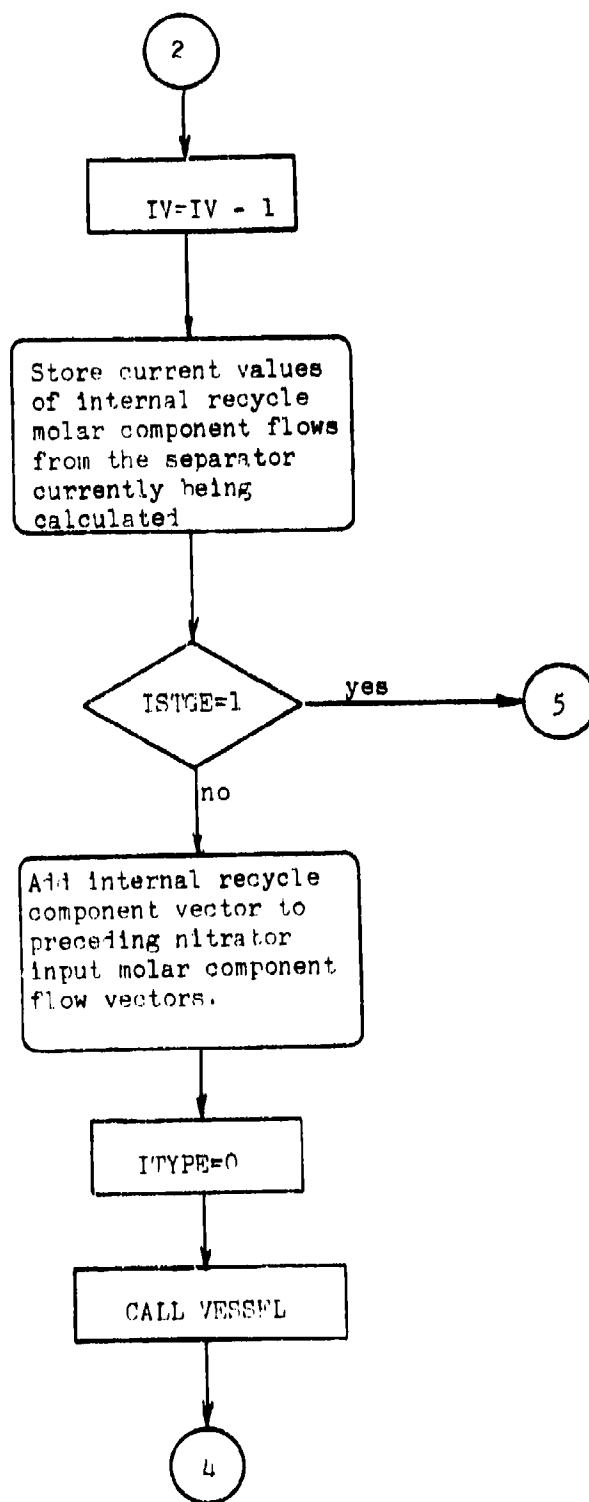 2
IV=IV - 1
Store current values
of internal recycle
molar component flows
from the separator
currently being
calculated
ISTGE=1
yes
5
no
Add internal recycle
component vector to
preceding nitrator
input molar component
flow vectors.
ITYPE=0
CALL VESSEL
4